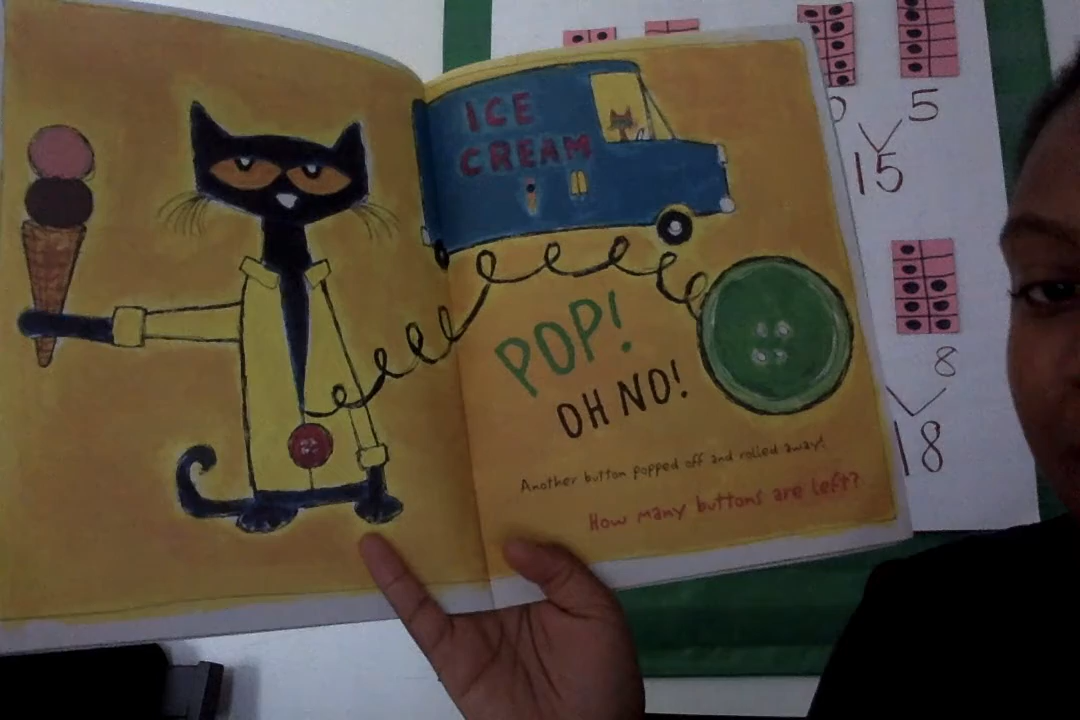 ICE
CREAM
POP!
OH NO!
Another button popped off and rolled away!
How many buttons are left?
5
15
8
18